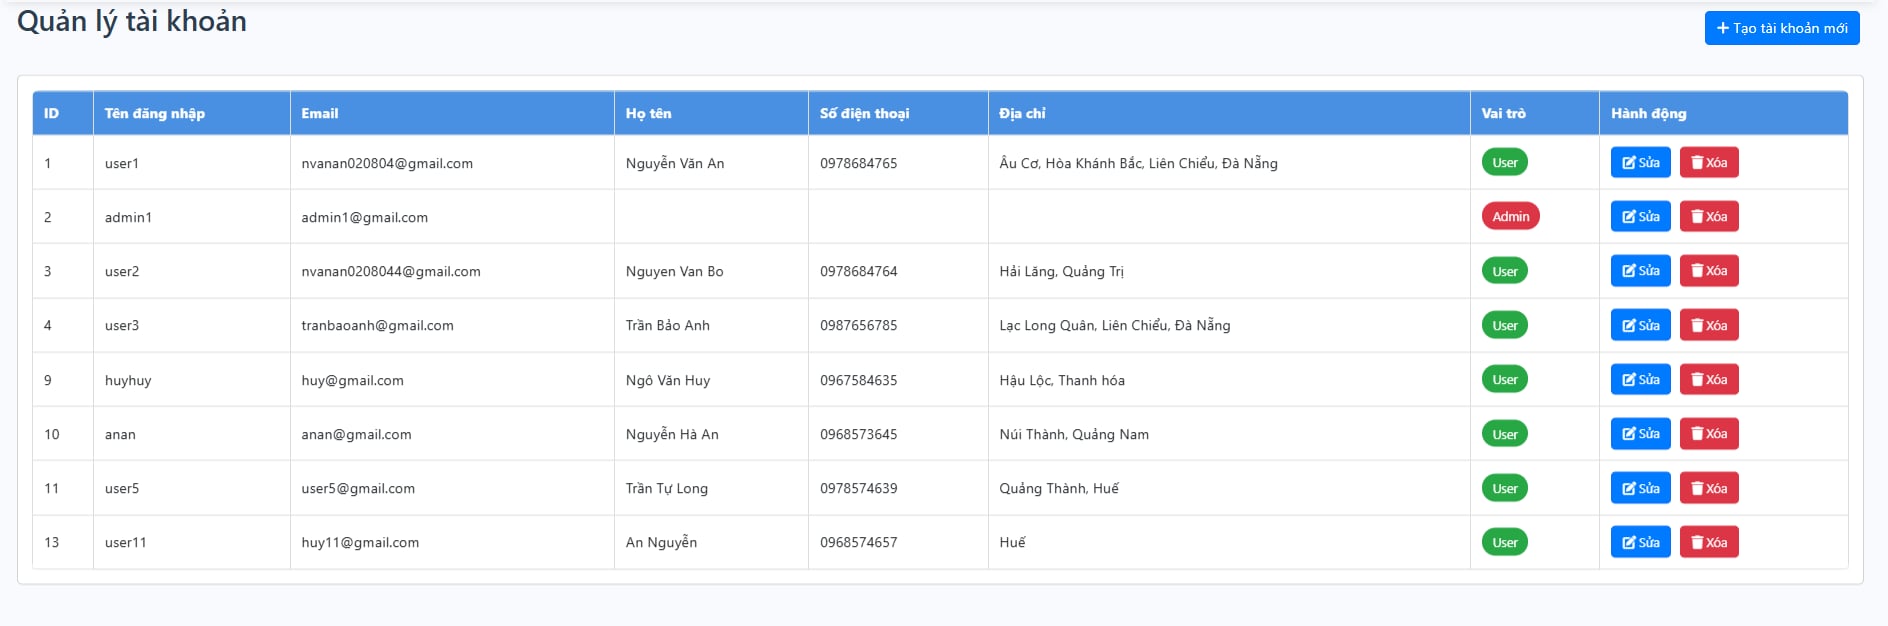 Quản lý tài khoản
+ Tạo tài khoản mới
ID Tên đăng nhập Email Họ tên Số điện thoại Địa chỉ Vai trò Hành động
1 user1 nvanan020804@gmail.com Nguyễn Văn An 0978684765 Âu Cơ, Hòa Khánh Bắc, Liên Chiểu, Đà Nẵng User Sửa Xóa
2 admin1 admin1@gmail.com Admin Sửa Xóa
3 user2 nvanan0208044@gmail.com Nguyen Van Bo 0978684764 Hải Lăng, Quảng Trị User Sửa Xóa
4 user3 tranbaoanh@gmail.com Trần Bảo Anh 0987656785 Lạc Long Quân, Liên Chiểu, Đà Nẵng User Sửa Xóa
9 huyhuy huy@gmail.com Ngô Văn Huy 0967584635 Hậu Lộc, Thanh hóa User Sửa Xóa
10 anan anan@gmail.com Nguyễn Hà An 0968573645 Núi Thành, Quảng Nam User Sửa Xóa
11 user5 user5@gmail.com Trần Tự Long 0978574639 Quảng Thành, Huế User Sửa Xóa
13 user11 huy11@gmail.com An Nguyễn 0968574657 Huế User Sửa Xóa